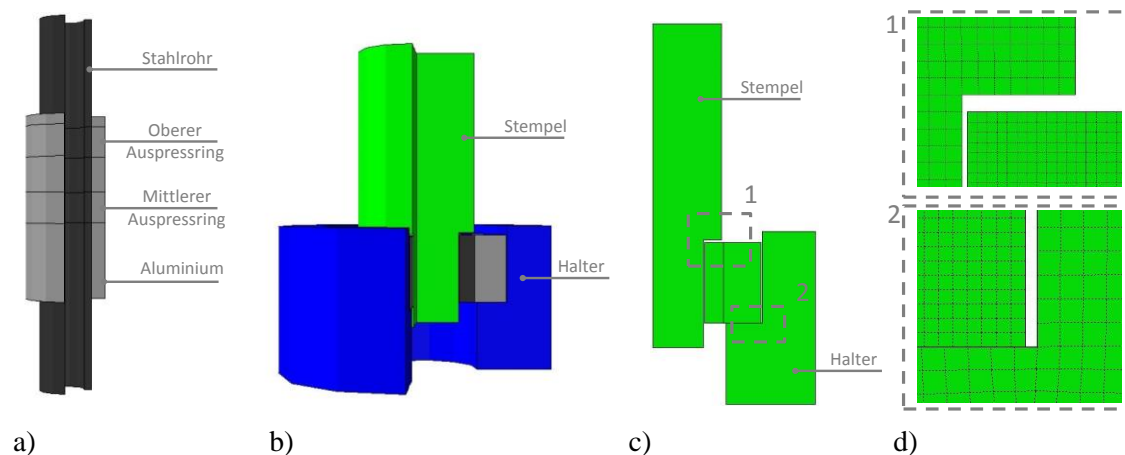 Stahlrohr
Oberer
Auspressring
Mittlerer
Auspressring
Aluminium
a)
Stempel
Halter
b)
Stempel
1
2
Halter
c)
1
2
d)